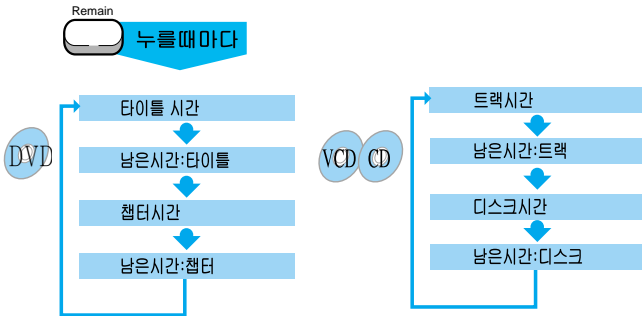 Remain
누를때마다
DVD
타이틀 시간
남은시간:타이틀
챕터시간
남은시간:챕터
VCD CD
트랙시간
남은시간:트랙
디스크시간
남은시간:디스크